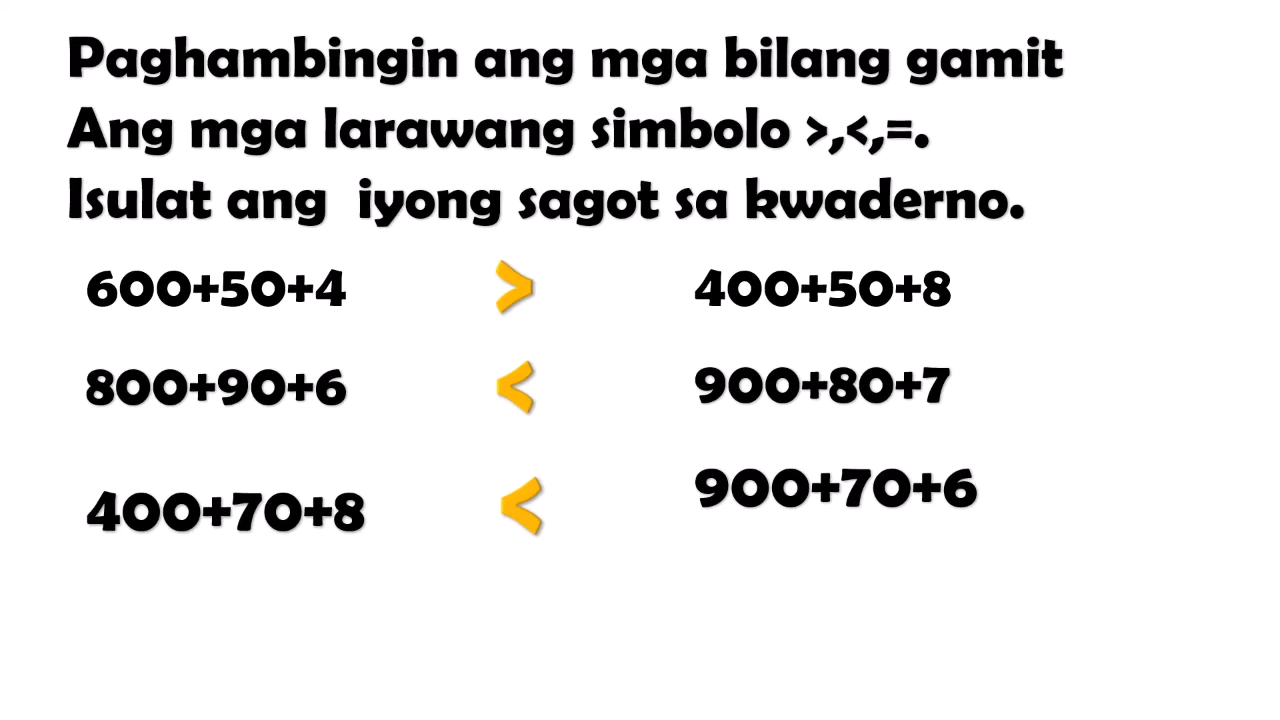 Paghambingin ang mga bilang gamit
Ang mga larawang simbolo >,<,=.
Isulat ang  iyong sagot sa kwaderno.
600+50+4 > 400+50+8
800+90+6 < 900+80+7
400+70+8 < 900+70+6